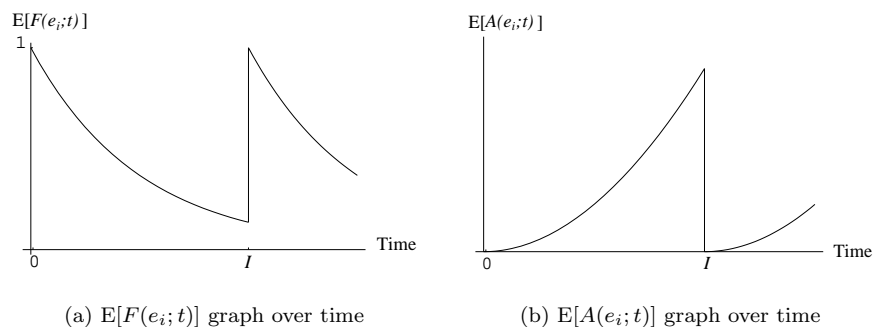 E[F(e_i;t)]
1
0
I
Time
(a) E[F(e_i; t)] graph over time
E[A(e_i;t)]
0
I
Time
(b) E[A(e_i; t)] graph over time